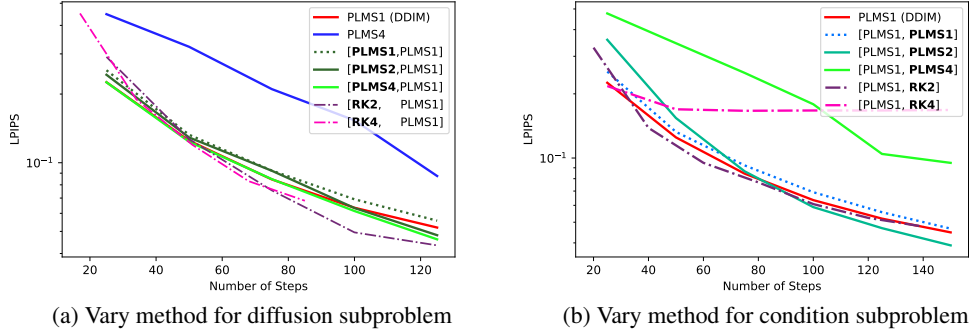 LPIPS
10⁻¹
20 40 60 80 100 120
Number of Steps
PLMS1 (DDIM)
PLMS4
[PLMS1,PLMS1]
[PLMS2,PLMS1]
[PLMS4,PLMS1]
[RK2, PLMS1]
[RK4, PLMS1]
(a) Vary method for diffusion subproblem
LPIPS
10⁻¹
20 40 60 80 100 120 140
Number of Steps
PLMS1 (DDIM)
[PLMS1, PLMS1]
[PLMS1, PLMS2]
[PLMS1, PLMS4]
[PLMS1, RK2]
[PLMS1, RK4]
(b) Vary method for condition subproblem